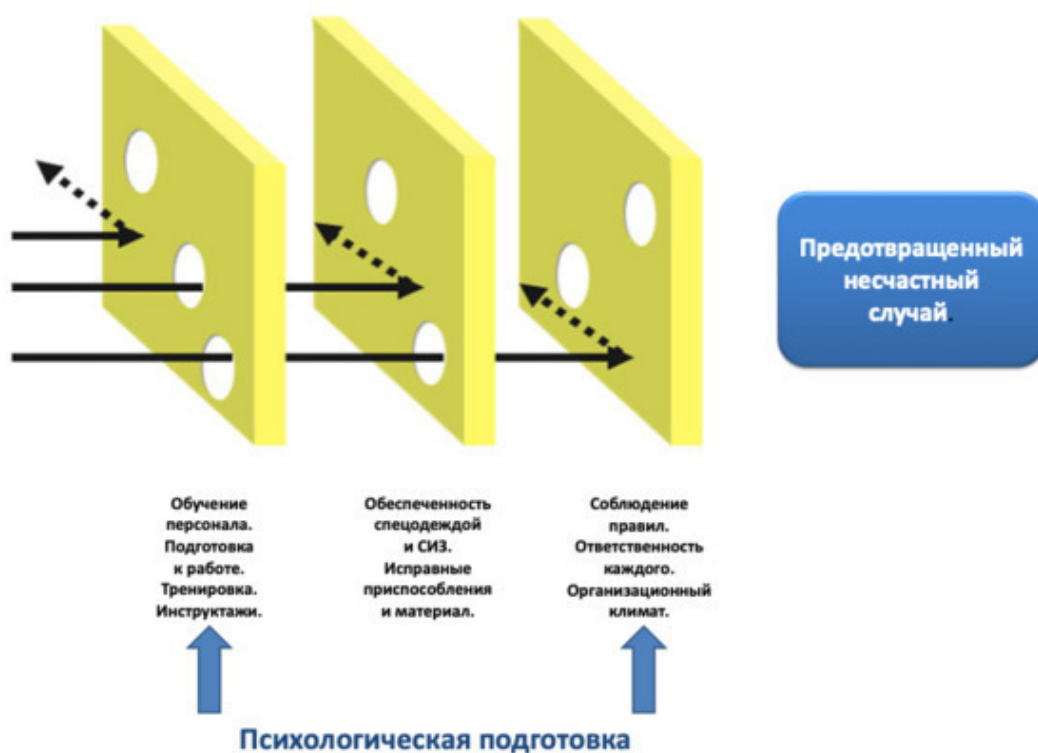 Предотвращенный
несчастный
случай.
Обучение
персонала.
Подготовка
к работе.
Тренировка.
Инструктажи.
Обеспеченность
спецодеждой
и СИЗ.
Исправные
приспособления
и материал.
Соблюдение
правил.
Ответственность
каждого.
Организационный
климат.
Психологическая подготовка